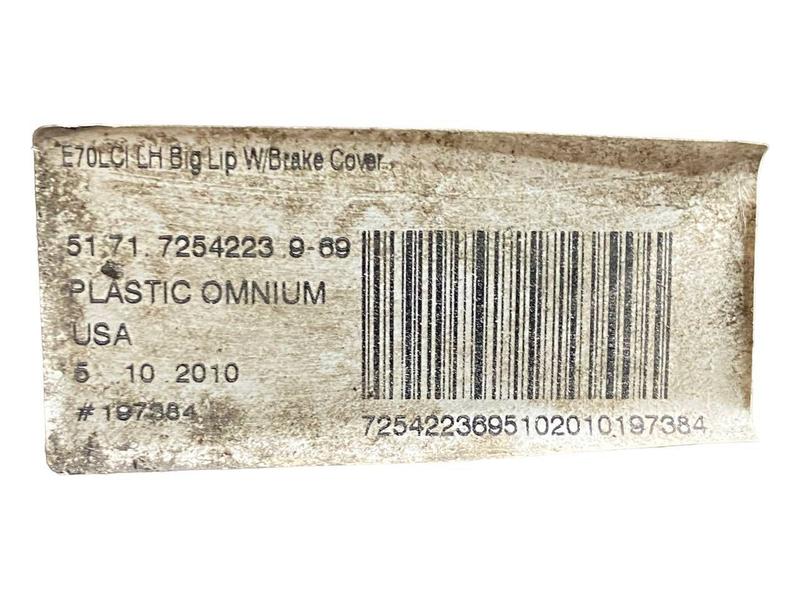 E70LCI LH Big Lip W/Brake Cover
51.71. 7254223 .9-69
PLASTIC OMNIUM
USA
5 .10 .2010
#197384
7254223695102010197384